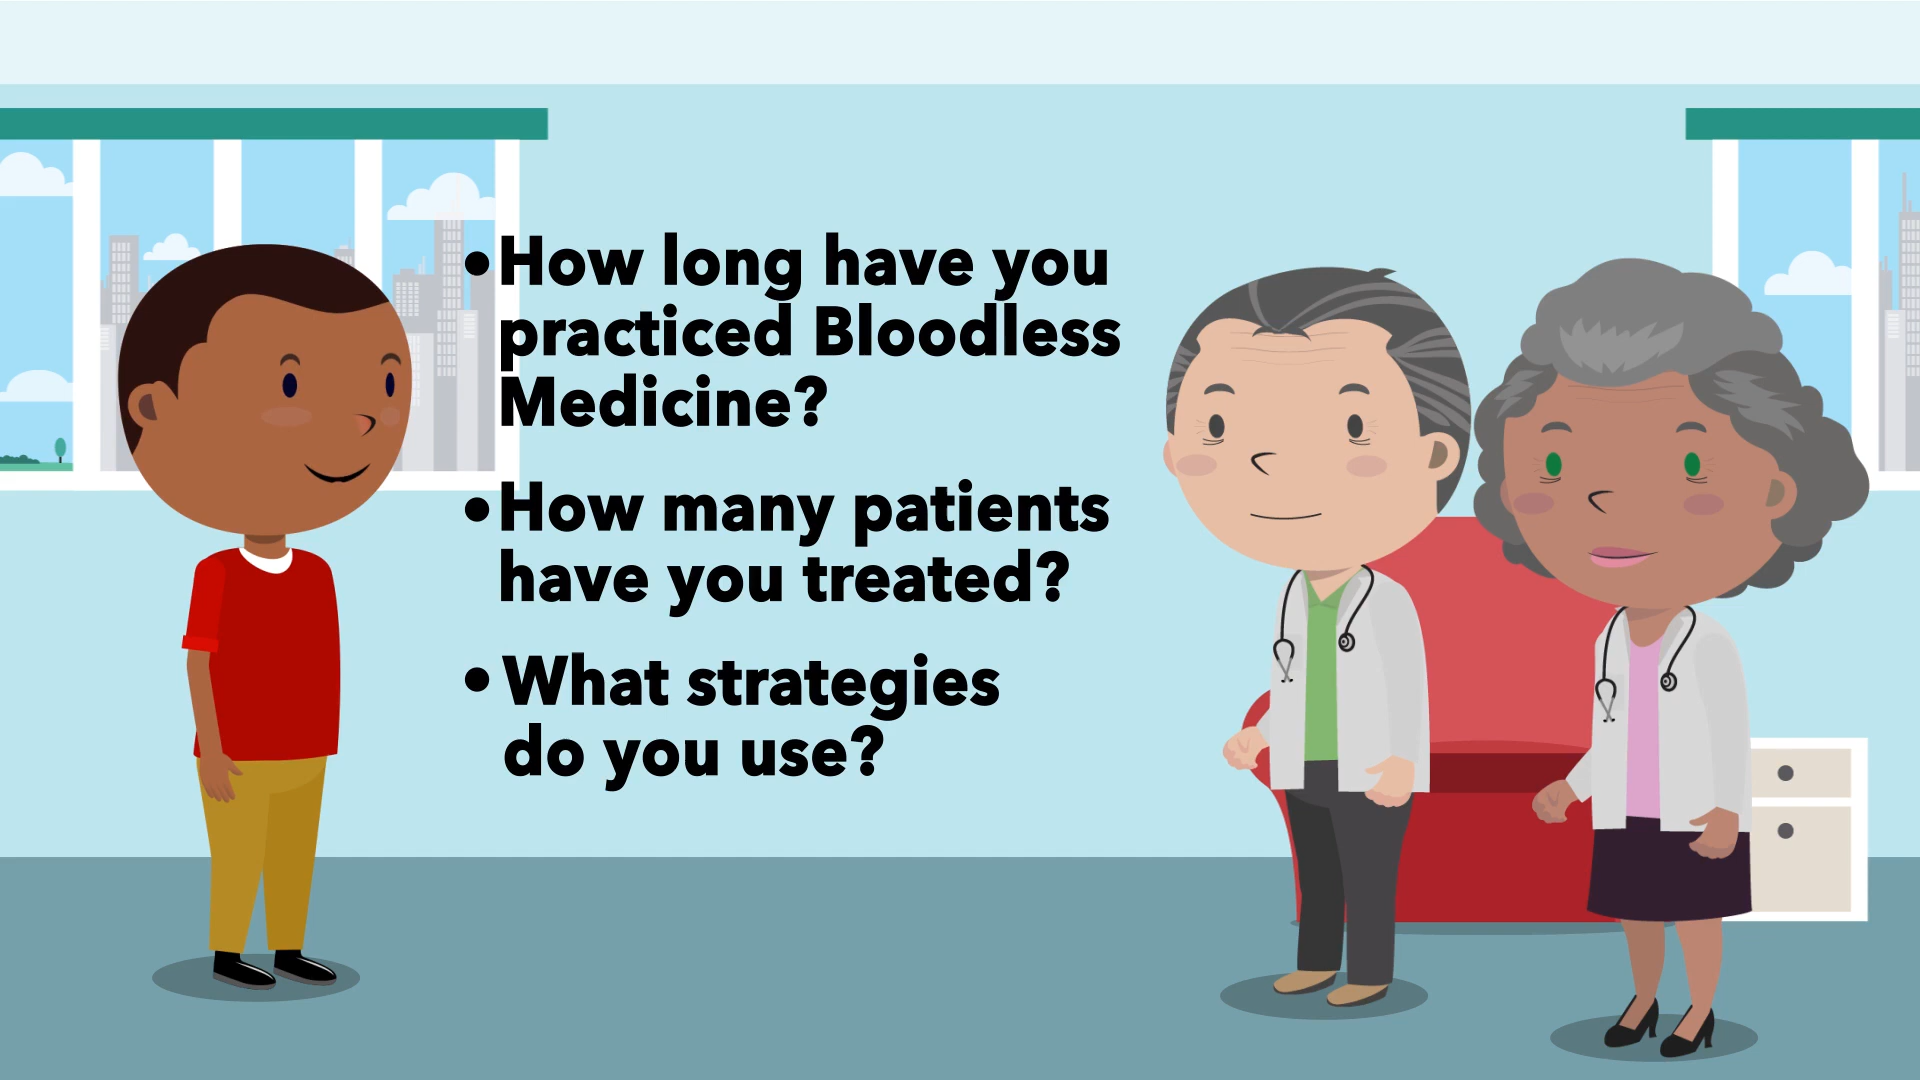 •How long have you
practiced Bloodless
Medicine?
•How many patients
have you treated?
• What strategies
do you use?